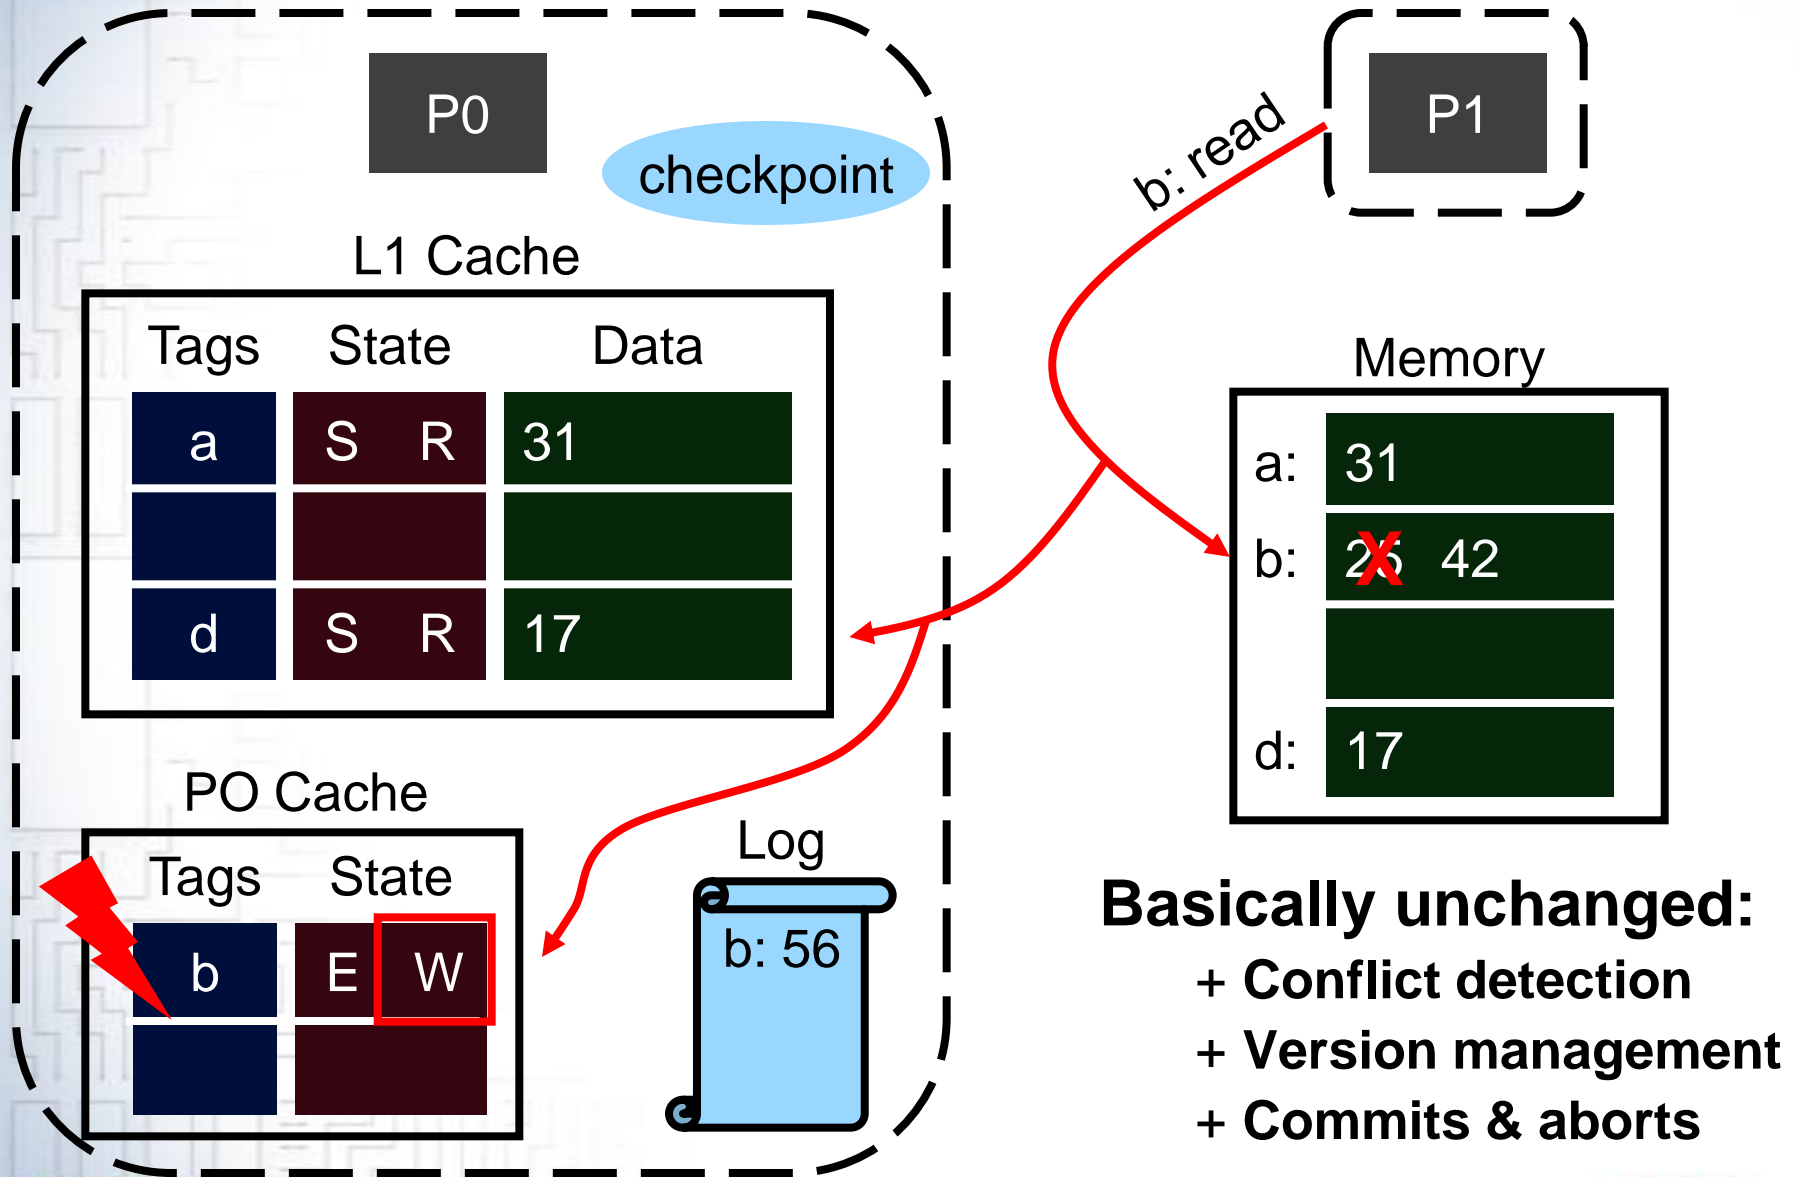 P0
checkpoint
L1 Cache
Tags State Data
a S R 31
d S R 17
PO Cache
Tags State
b E W
Log
b: 56
b: read
P1
Memory
a: 31
b: 25 X 42
d: 17
Basically unchanged:
+ Conflict detection
+ Version management
+ Commits & aborts